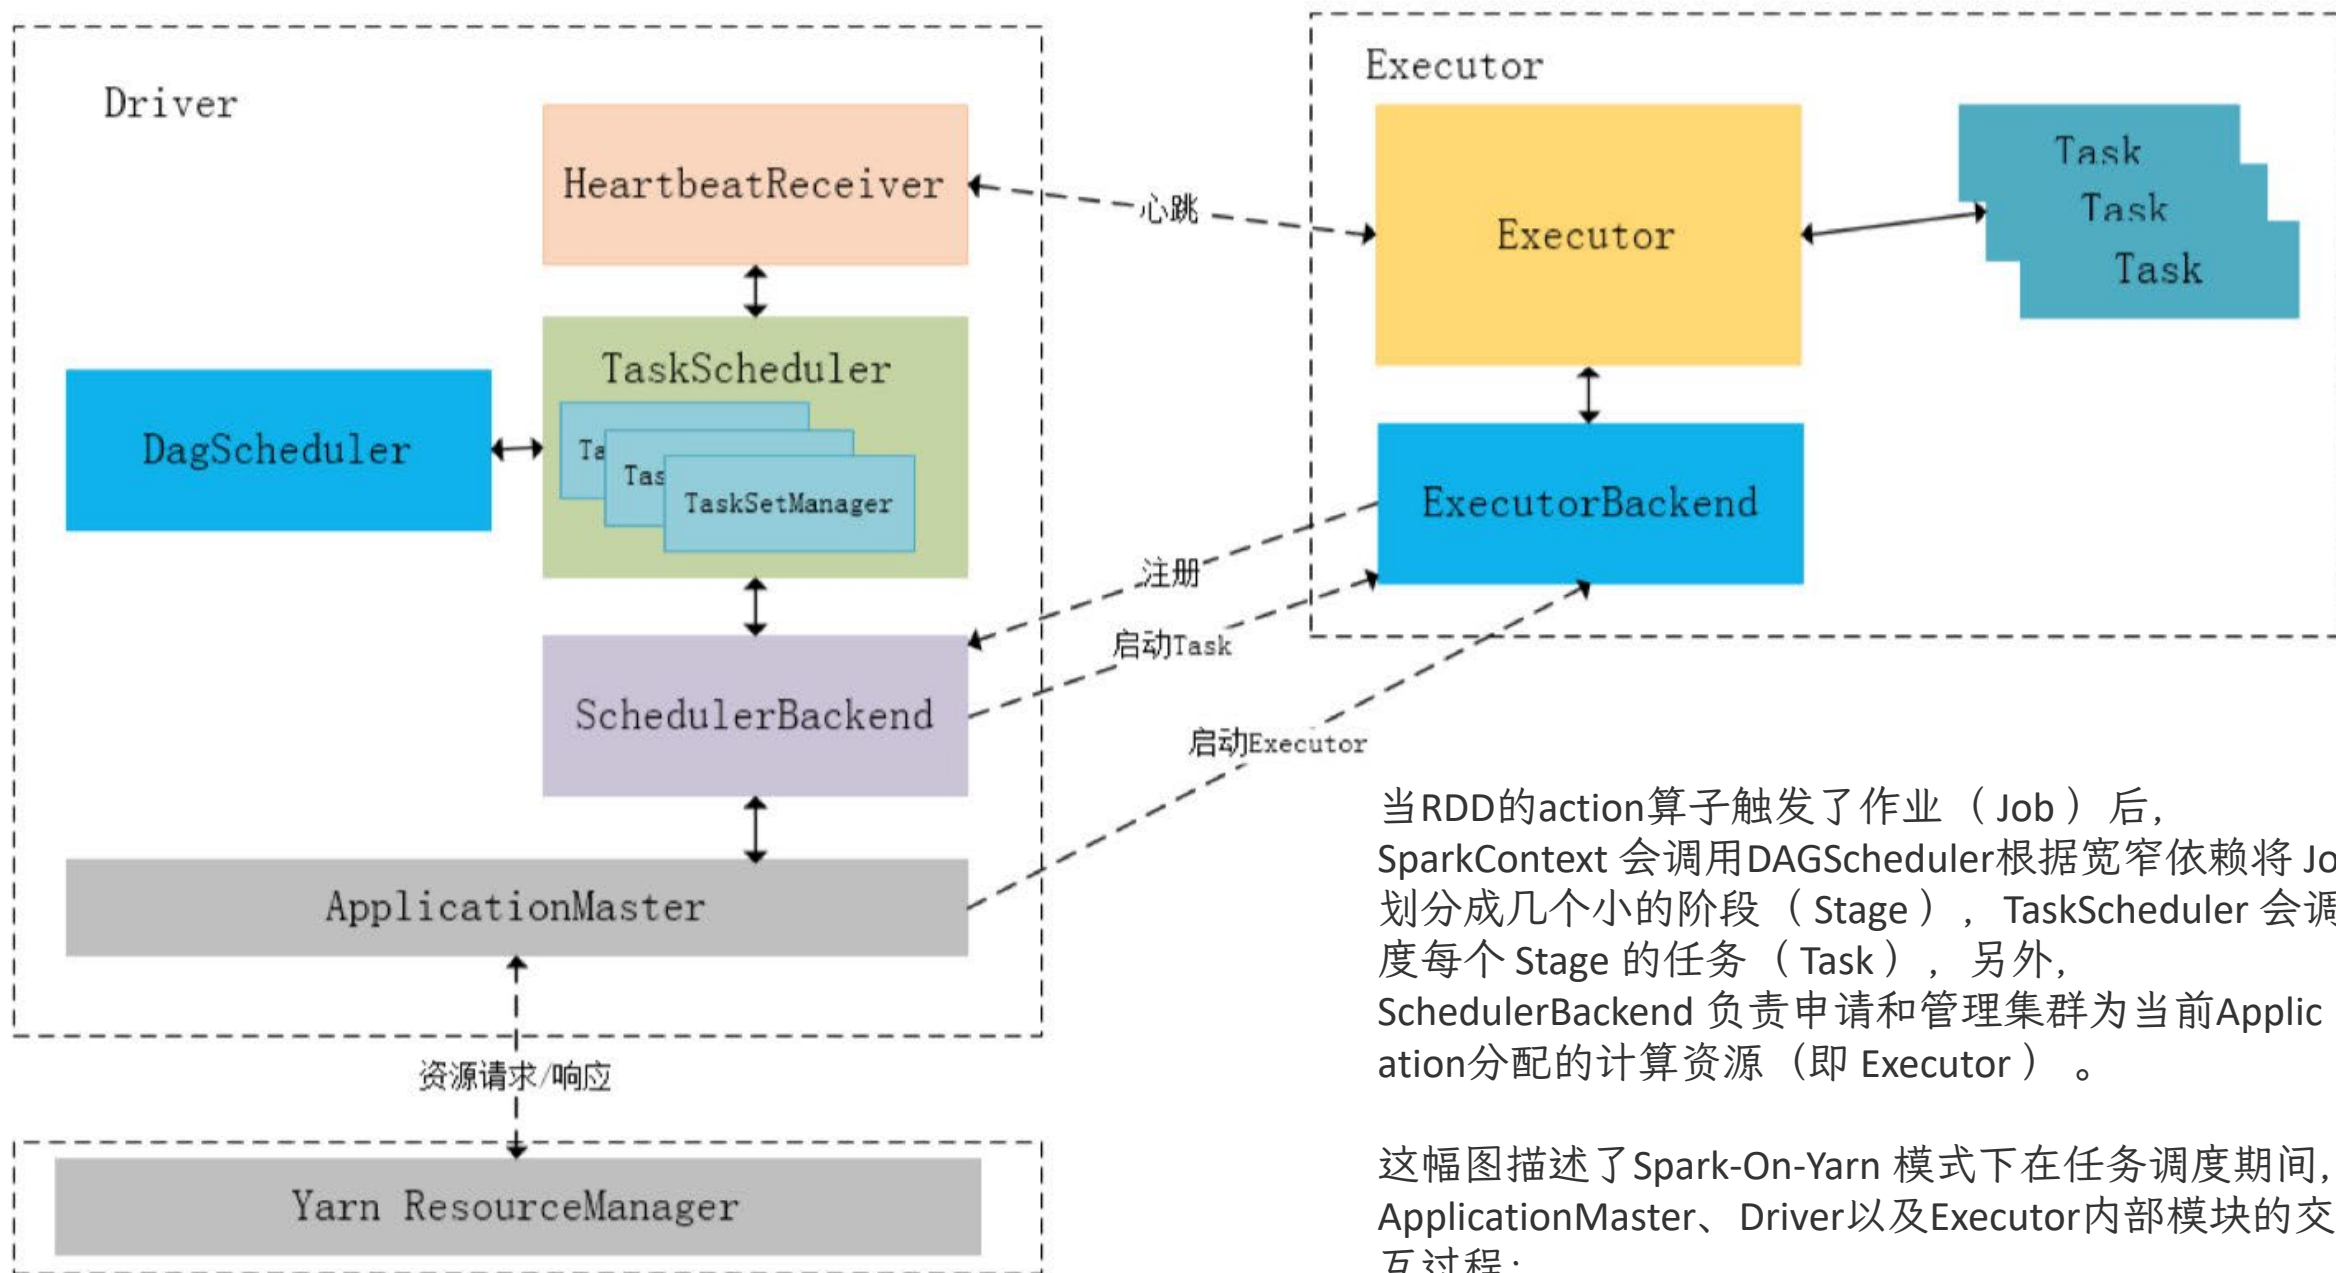 Driver
HeartbeatReceiver
DagScheduler
TaskScheduler
Ta
Tas
TaskSetManager
SchedulerBackend
ApplicationMaster
资源请求/响应
Yarn ResourceManager
心跳
注册
启动Task
启动Executor
Executor
Executor
Task
Task
Task
ExecutorBackend
当RDD的action算子触发了作业（ Job ）后，
SparkContext 会调用DAGScheduler根据宽窄依赖将 Jo
划分成几个小的阶段（ Stage ），TaskScheduler 会调
度每个 Stage 的任务（ Task ），另外，
SchedulerBackend 负责申请和管理集群为当前Applic
ation分配的计算资源（即 Executor ）。
这幅图描述了Spark-On-Yarn 模式下在任务调度期间，
ApplicationMaster、Driver以及Executor内部模块的交
互过程：